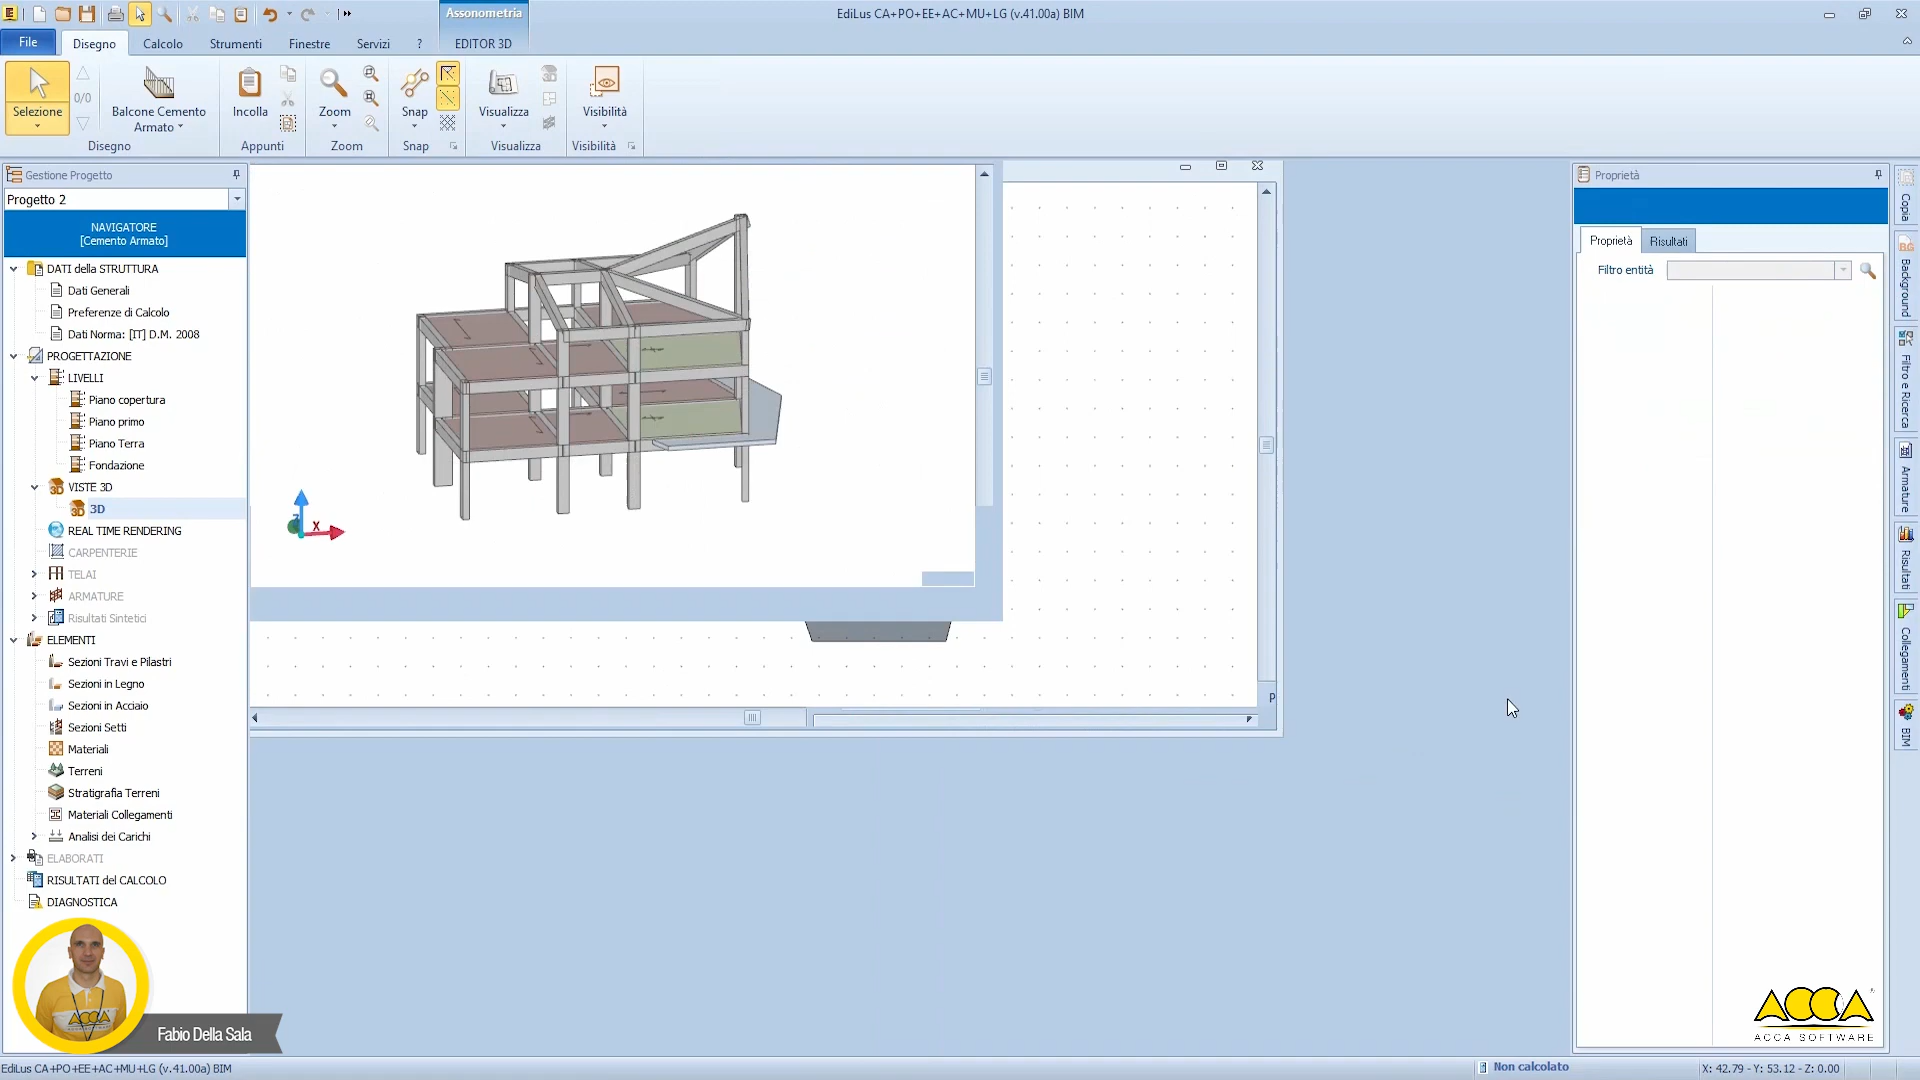 EdiLus CA+PO+EE+AC+MU+LG (v.41.00a) BIM
Assonometria
File
Disegno
Calcolo
Strumenti
Finestre
Servizi
?
EDITOR 3D
Selezione
0/0
Balcone Cemento
Armato
Incolla
Zoom
Snap
Visualizza
Visibilità
Disegno
Appunti
Zoom
Snap
Visualizza
Visibilità
Gestione Progetto
Progetto 2
NAVIGATORE
[Cemento Armato]
DATI della STRUTTURA
Dati Generali
Preferenze di Calcolo
Dati Norma: [IT] D.M. 2008
PROGETTAZIONE
LIVELLI
Piano copertura
Piano primo
Piano Terra
Fondazione
VISTE 3D
3D
REAL TIME RENDERING
CARPENTERIE
TELAI
ARMATURE
Risultati Sintetici
ELEMENTI
Sezioni Travi e Pilastri
Sezioni in Legno
Sezioni in Acciaio
Sezioni Setti
Materiali
Terreni
Stratigrafia Terreni
Materiali Collegamenti
Analisi dei Carichi
ELABORATI
RISULTATI del CALCOLO
DIAGNOSTICA
X
p
Proprietà
Proprietà
Risultati
Filtro entità
Copia
Background
Filtro e Ricerca
Armature
Risultati
Collegamenti
BIM
ACCA
Fabio Della Sala
ACCA
ACCA SOFTWARE
EdiLus CA+PO+EE+AC+MU+LG (v.41.00a) BIM
Non calcolato
X: 42.79 - Y: 53.12 - Z: 0.00